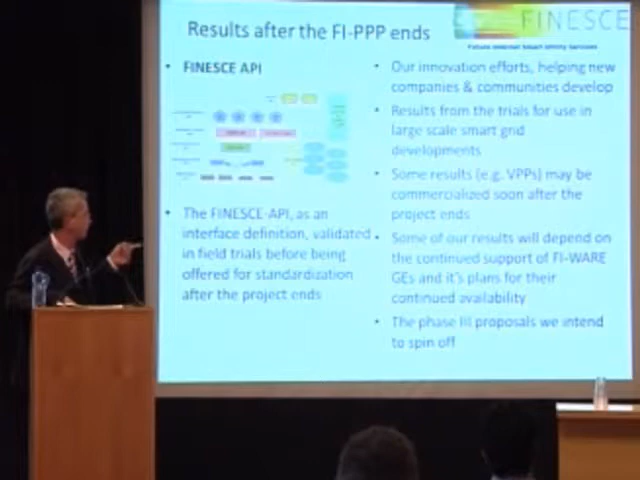 Results after the FI-PPP ends
FINESCE
Future Internet Smart Utility Services
• FINESCE API
• The FINESCE-API, as an
interface definition, validated
in field trials before being
offered for standardization
after the project ends
• Our innovation efforts, helping new
companies & communities develop
• Results from the trials for use in
large scale smart grid
developments
• Some results (e.g. VPPs) may be
commercialized soon after the
project ends
• Some of our results will depend on
the continued support of FI-WARE
GEs and it's plans for their
continued availability
• The phase III proposals we intend
to spin off